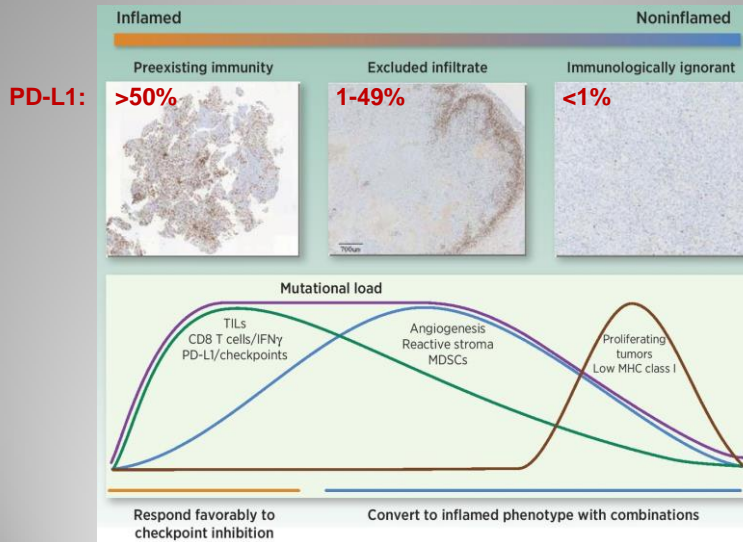 Inflamed
Noninflamed
Preexisting immunity
Excluded infiltrate
Immunologically ignorant
PD-L1:
>50%
1-49%
<1%
700μm
Mutational load
TILs
CD8 T cells/IFNγ
PD-L1/checkpoints
Angiogenesis
Reactive stroma
MDSCs
Proliferating
tumors
Low MHC class I
Respond favorably to
checkpoint inhibition
Convert to inflamed phenotype with combinations